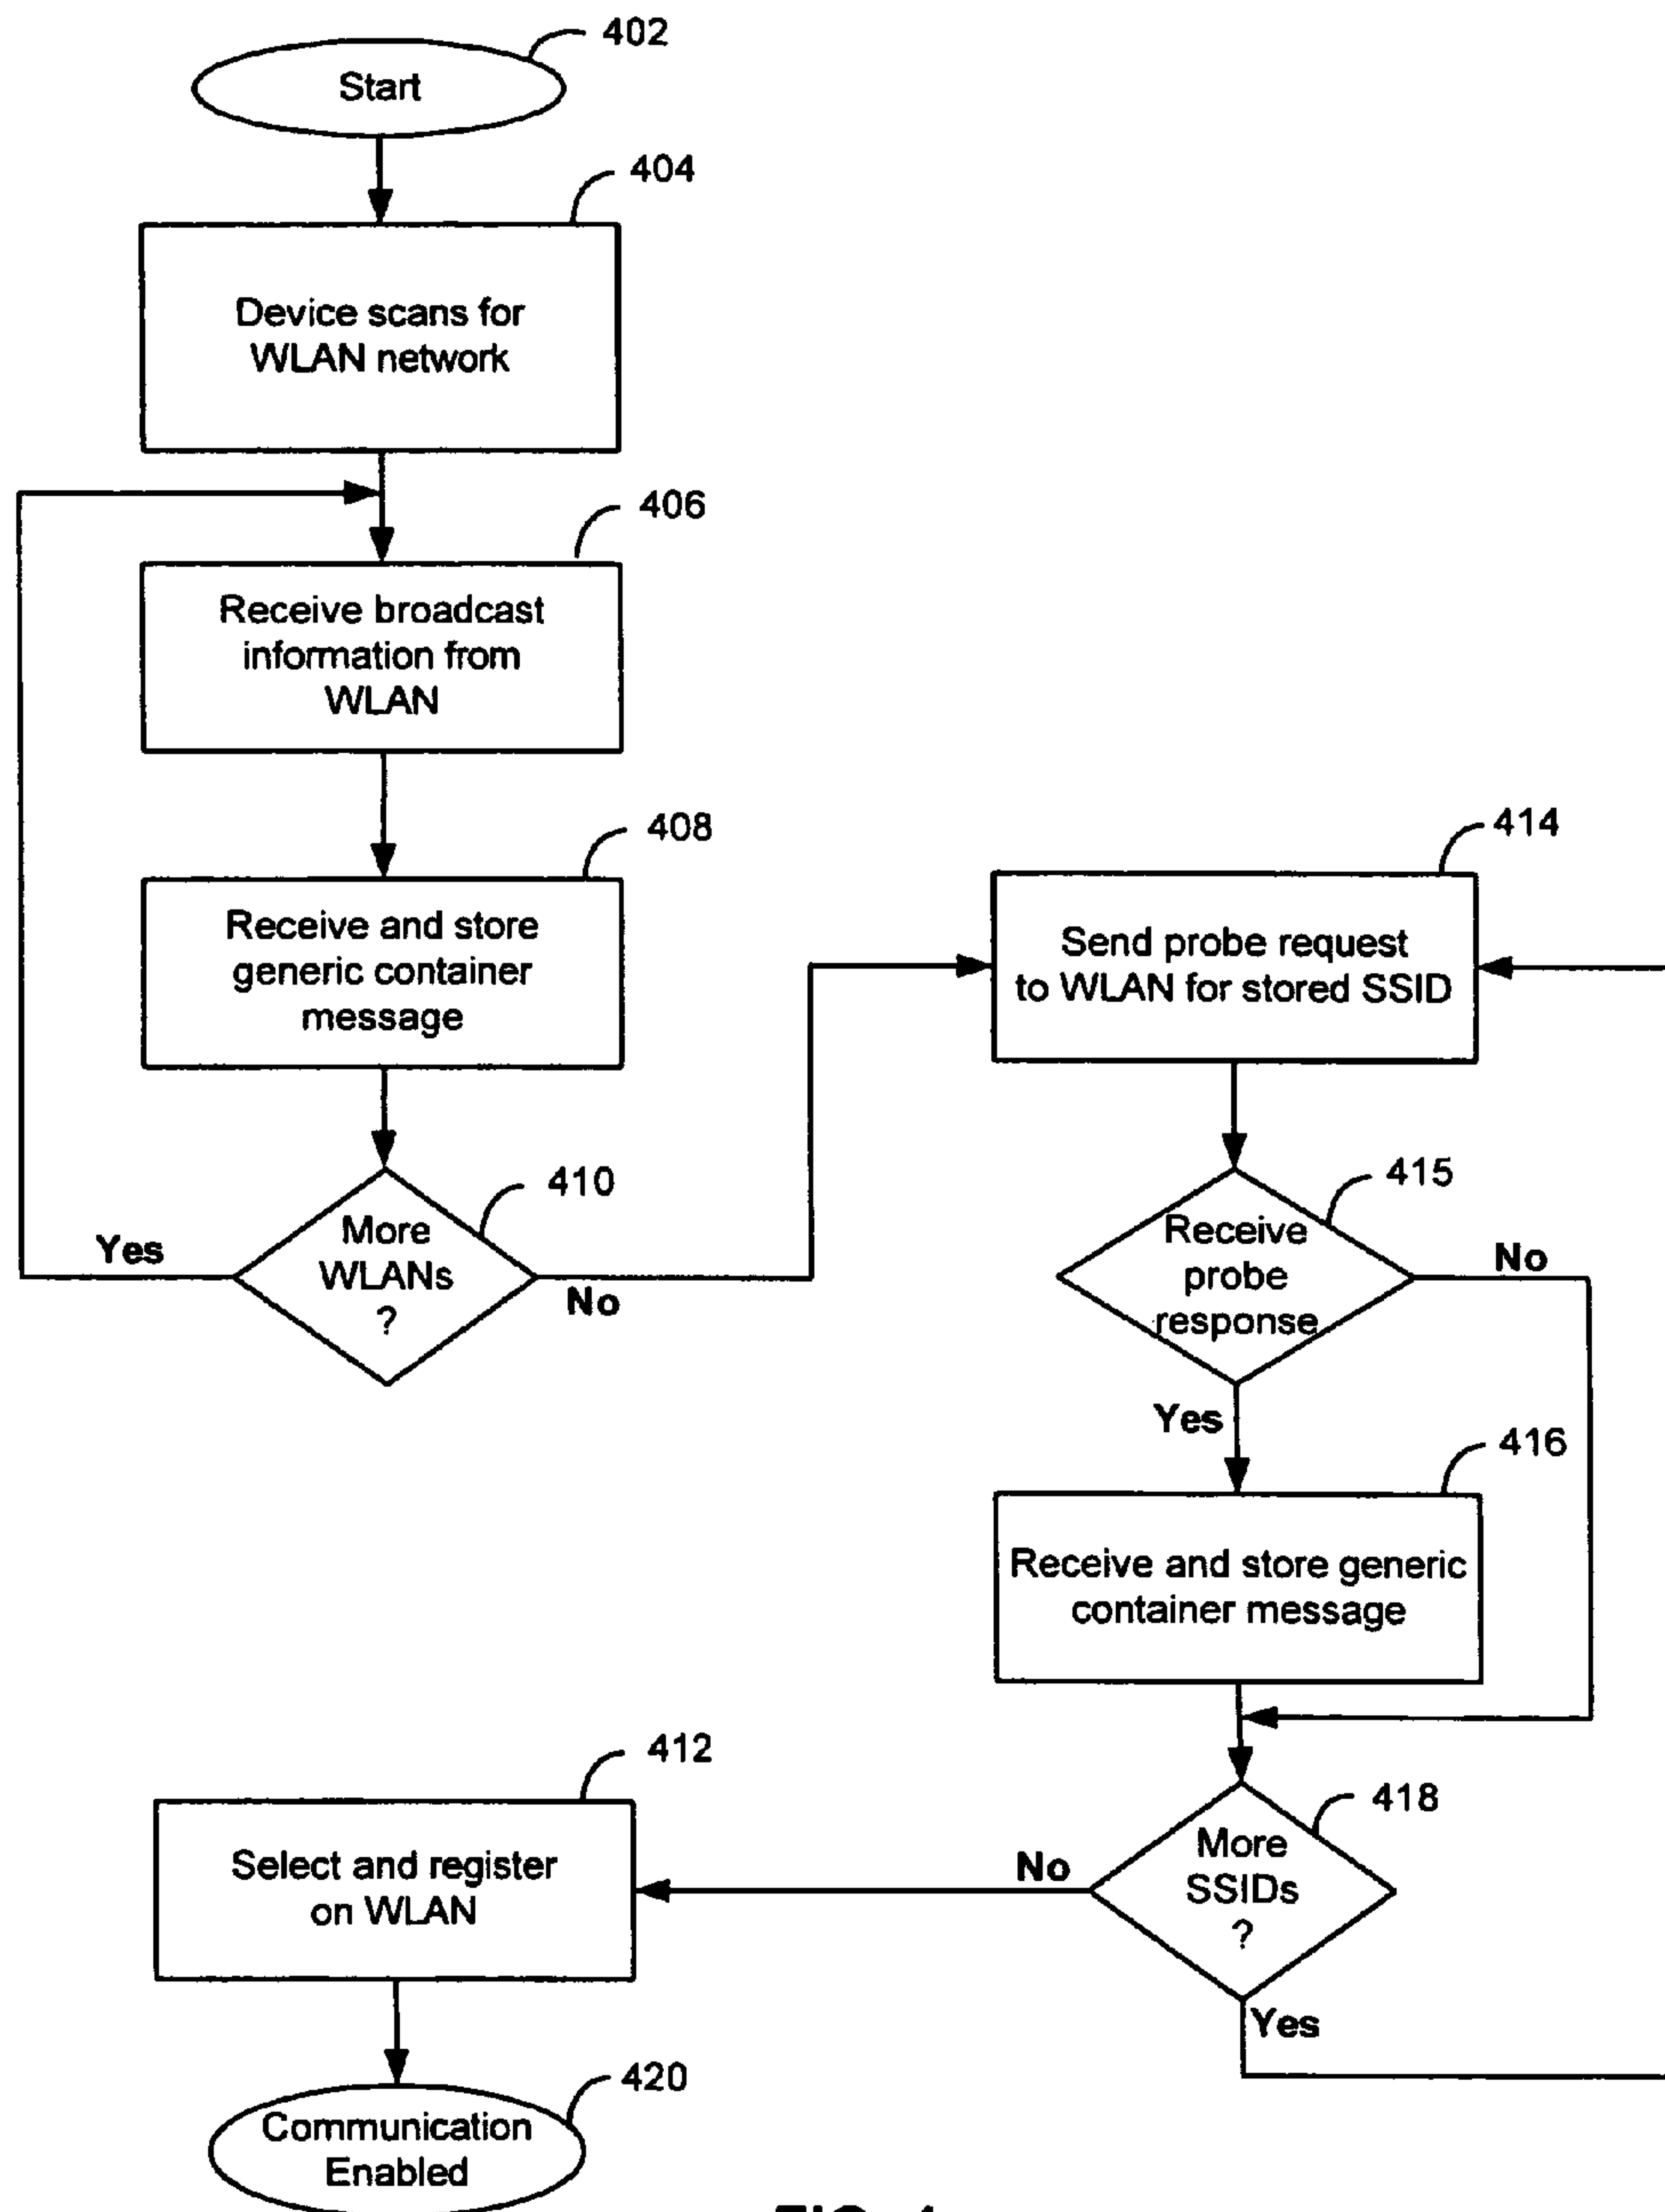 402
Start
404
Device scans for
WLAN network
406
Receive broadcast
information from
WLAN
408
Receive and store
generic container
message
410
More
WLANs
?
Yes
No
414
Send probe request
to WLAN for stored SSID
415
Receive
probe
response
No
Yes
416
Receive and store generic
container message
418
More
SSIDs
?
No
Yes
412
Select and register
on WLAN
420
Communication
Enabled